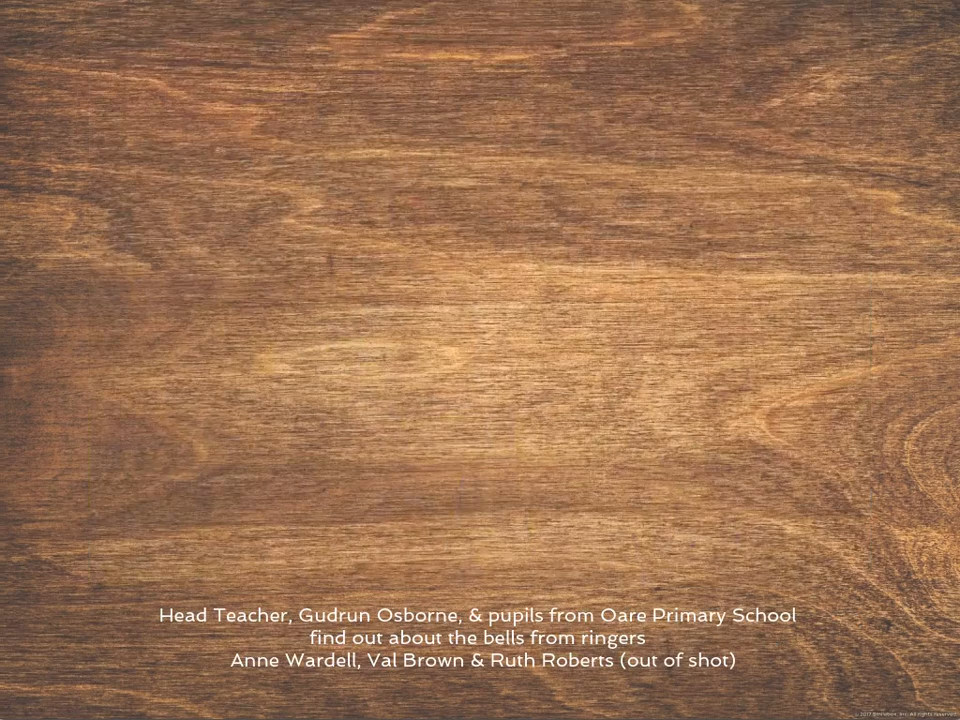 Head Teacher, Gudrun Osborne, & pupils from Oare Primary School
find out about the bells from ringers
Anne Wardell, Val Brown & Ruth Roberts (out of shot)